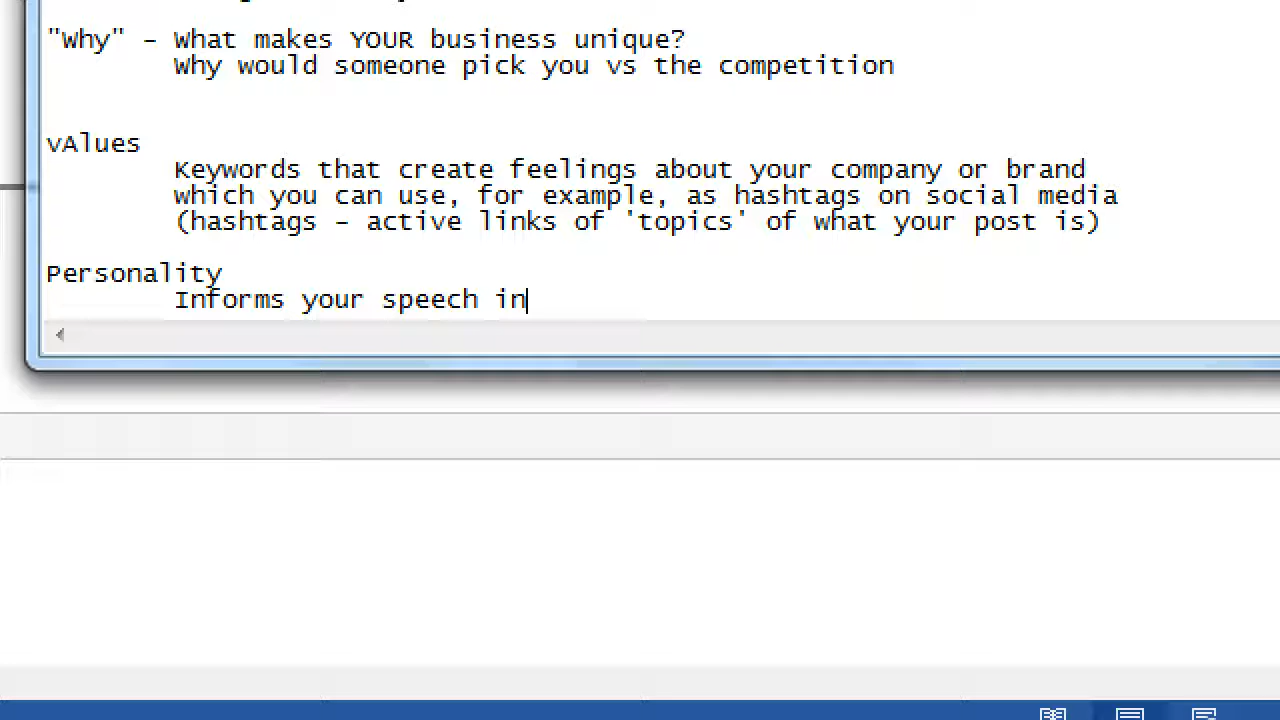 "Why" - What makes YOUR business unique?
Why would someone pick you vs the competition
vAlues
Keywords that create feelings about your company or brand
which you can use, for example, as hashtags on social media
(hashtags - active links of 'topics' of what your post is)
Personality
Informs your speech in